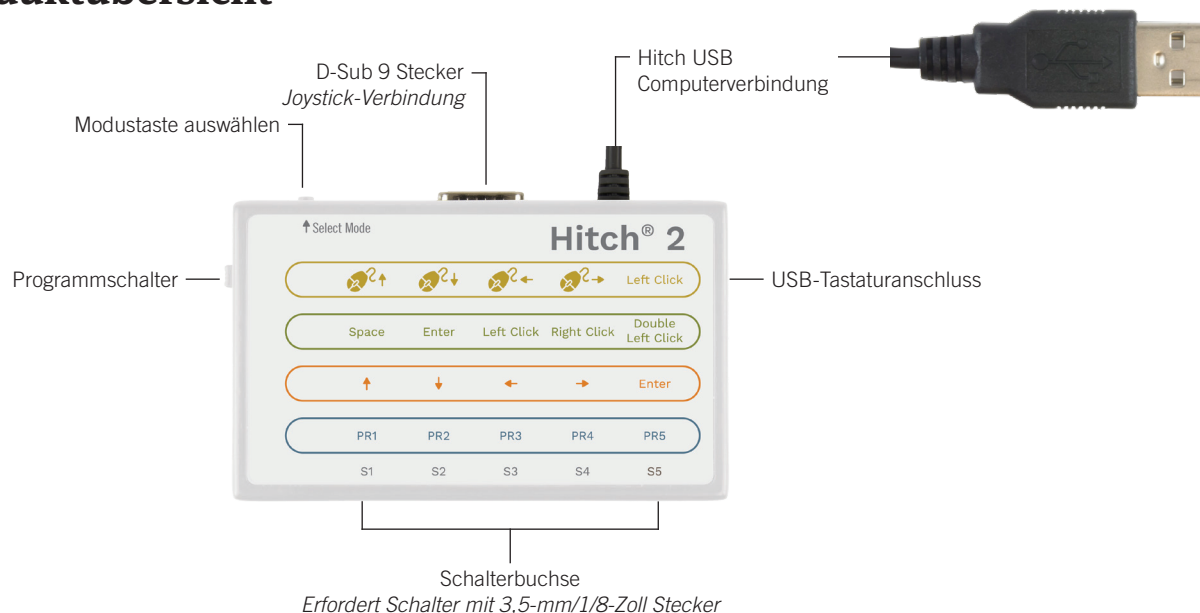 D-Sub 9 Stecker
Joystick-Verbindung
Hitch USB
Computerverbindung
Modustaste auswählen
Select Mode
Hitch® 2
Programmschalter
Left Click
USB-Tastaturanschluss
Space Enter Left Click Right Click Double Left Click
Enter
PR1 PR2 PR3 PR4 PR5
S1 S2 S3 S4 S5
Schalterbuchse
Erfordert Schalter mit 3,5-mm/1/8-Zoll Stecker